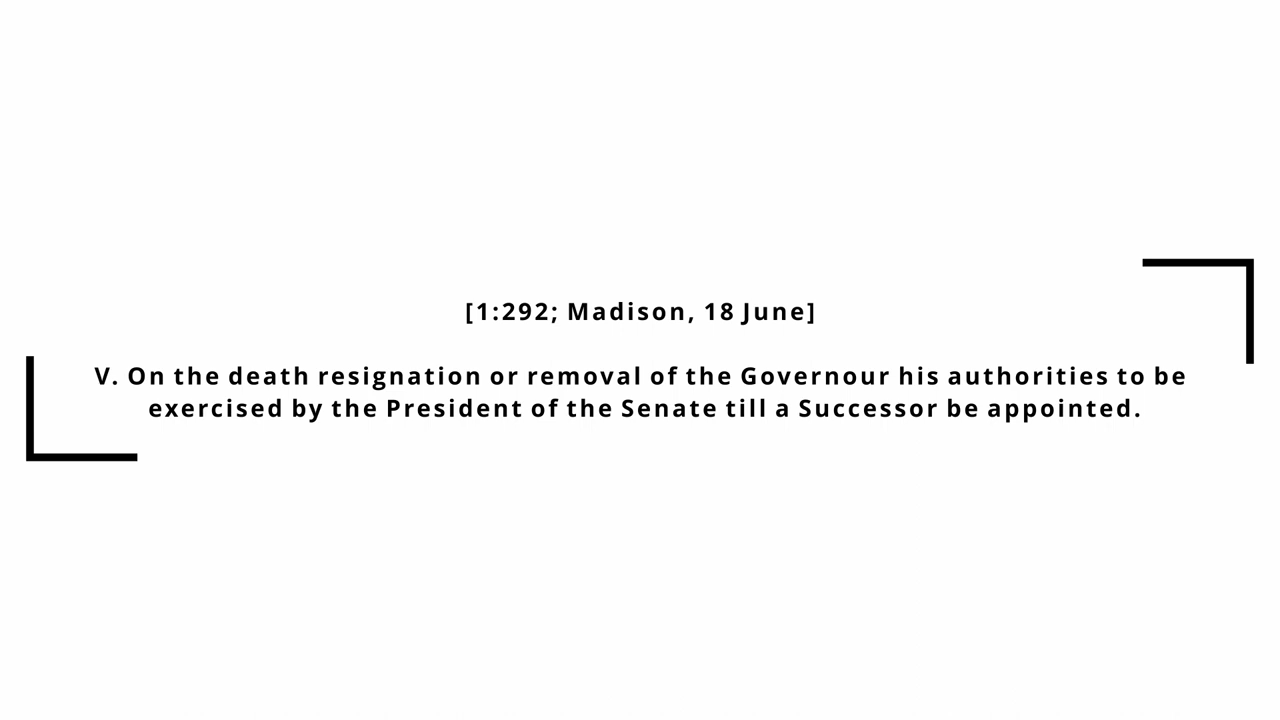 [1:292; Madison, 18 June]
V. On the death resignation or removal of the Governour his authorities to be
exercised by the President of the Senate till a Successor be appointed.